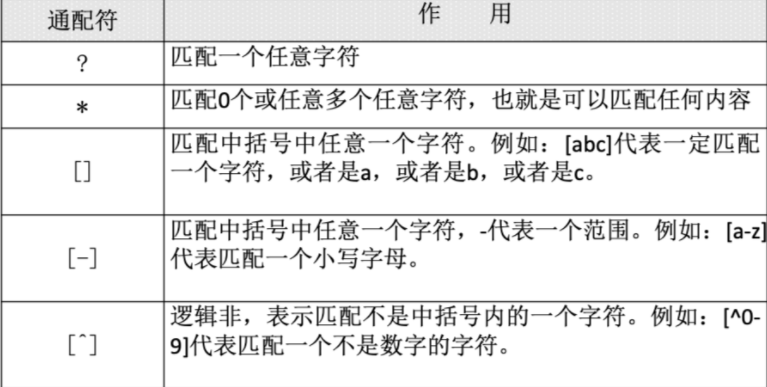 通配符 作 用
? 匹配一个任意字符
* 匹配0个或任意多个任意字符，也就是可以匹配任何内容
[] 匹配中括号中任意一个字符。例如：[abc]代表一定匹配
一个字符，或者是a，或者是b，或者是c。
[-] 匹配中括号中任意一个字符，-代表一个范围。例如：[a-z]
代表匹配一个小写字母。
[^] 逻辑非，表示匹配不是中括号内的一个字符。例如：[^0-
9]代表匹配一个不是数字的字符。